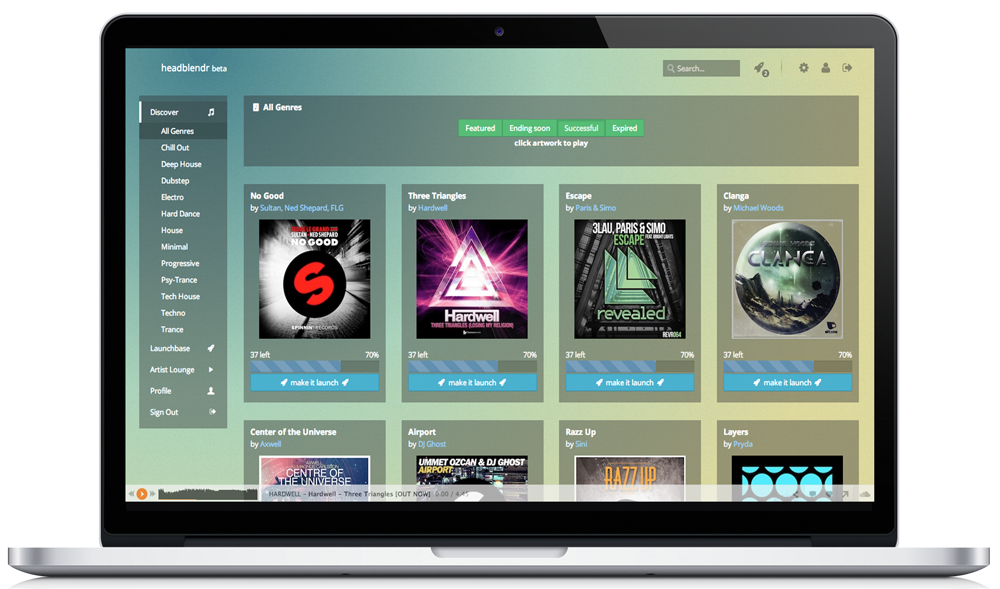 headblendr beta
Search...
2
Discover
All Genres
Chill Out
Deep House
Dubstep
Electro
Hard Dance
House
Minimal
Progressive
Psy-Trance
Tech House
Techno
Trance
Launchbase
Artist Lounge
Profile
Sign Out
All Genres
Featured Ending soon Successful Expired
click artwork to play
No Good
by Sultan, Ned Shepard, FLG
SULTAN + NED SHEPARD
NO GOOD
SPINNIN' RECORDS
37 left 70%
make it launch
Three Triangles
by Hardwell
Hardwell
THREE TRIANGLES (LOSING MY RELIGION)
37 left 70%
make it launch
Escape
by Paris & Simo
3LAU, PARIS & SIMO
ESCAPE FEAT. BRIGHT LIGHTS
revealed
REVR064
37 left 70%
make it launch
Clanga
by Michael Woods
CLANGA
37 left 70%
make it launch
Center of the Universe
by Axwell
AXWELL
CENTRE OF
THE UNIVERSE
Airport
by DJ Ghost
UMMET OZCAN & DJ GHOST
AIRPORT
Razz Up
by Sini
RAZZ UP
Layers
by Pryda
HARDWELL – Hardwell – Three Triangles [OUT NOW] 0:00 / 4:45